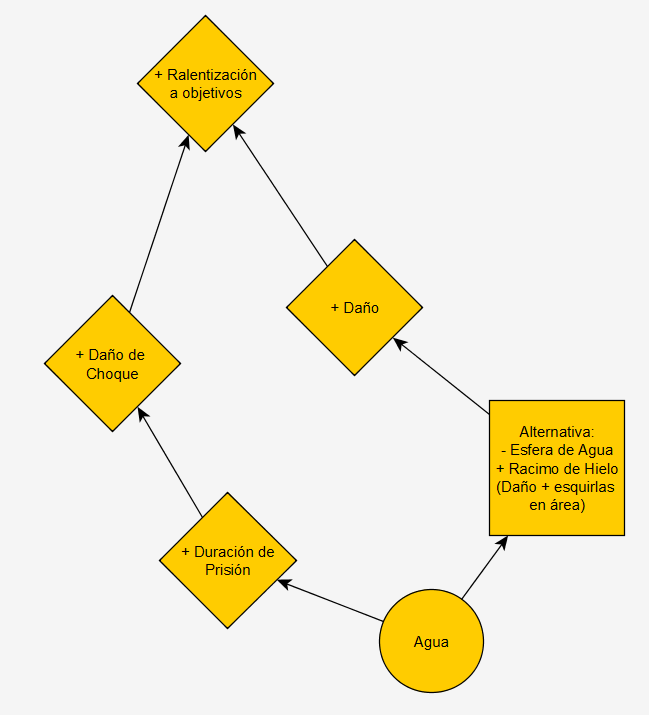 + Ralentización
a objetivos
+ Daño
+ Daño de
Choque
Alternativa:
- Esfera de Agua
+ Racimo de Hielo
(Daño + esquirlas
en área)
+ Duración de
Prisión
Agua